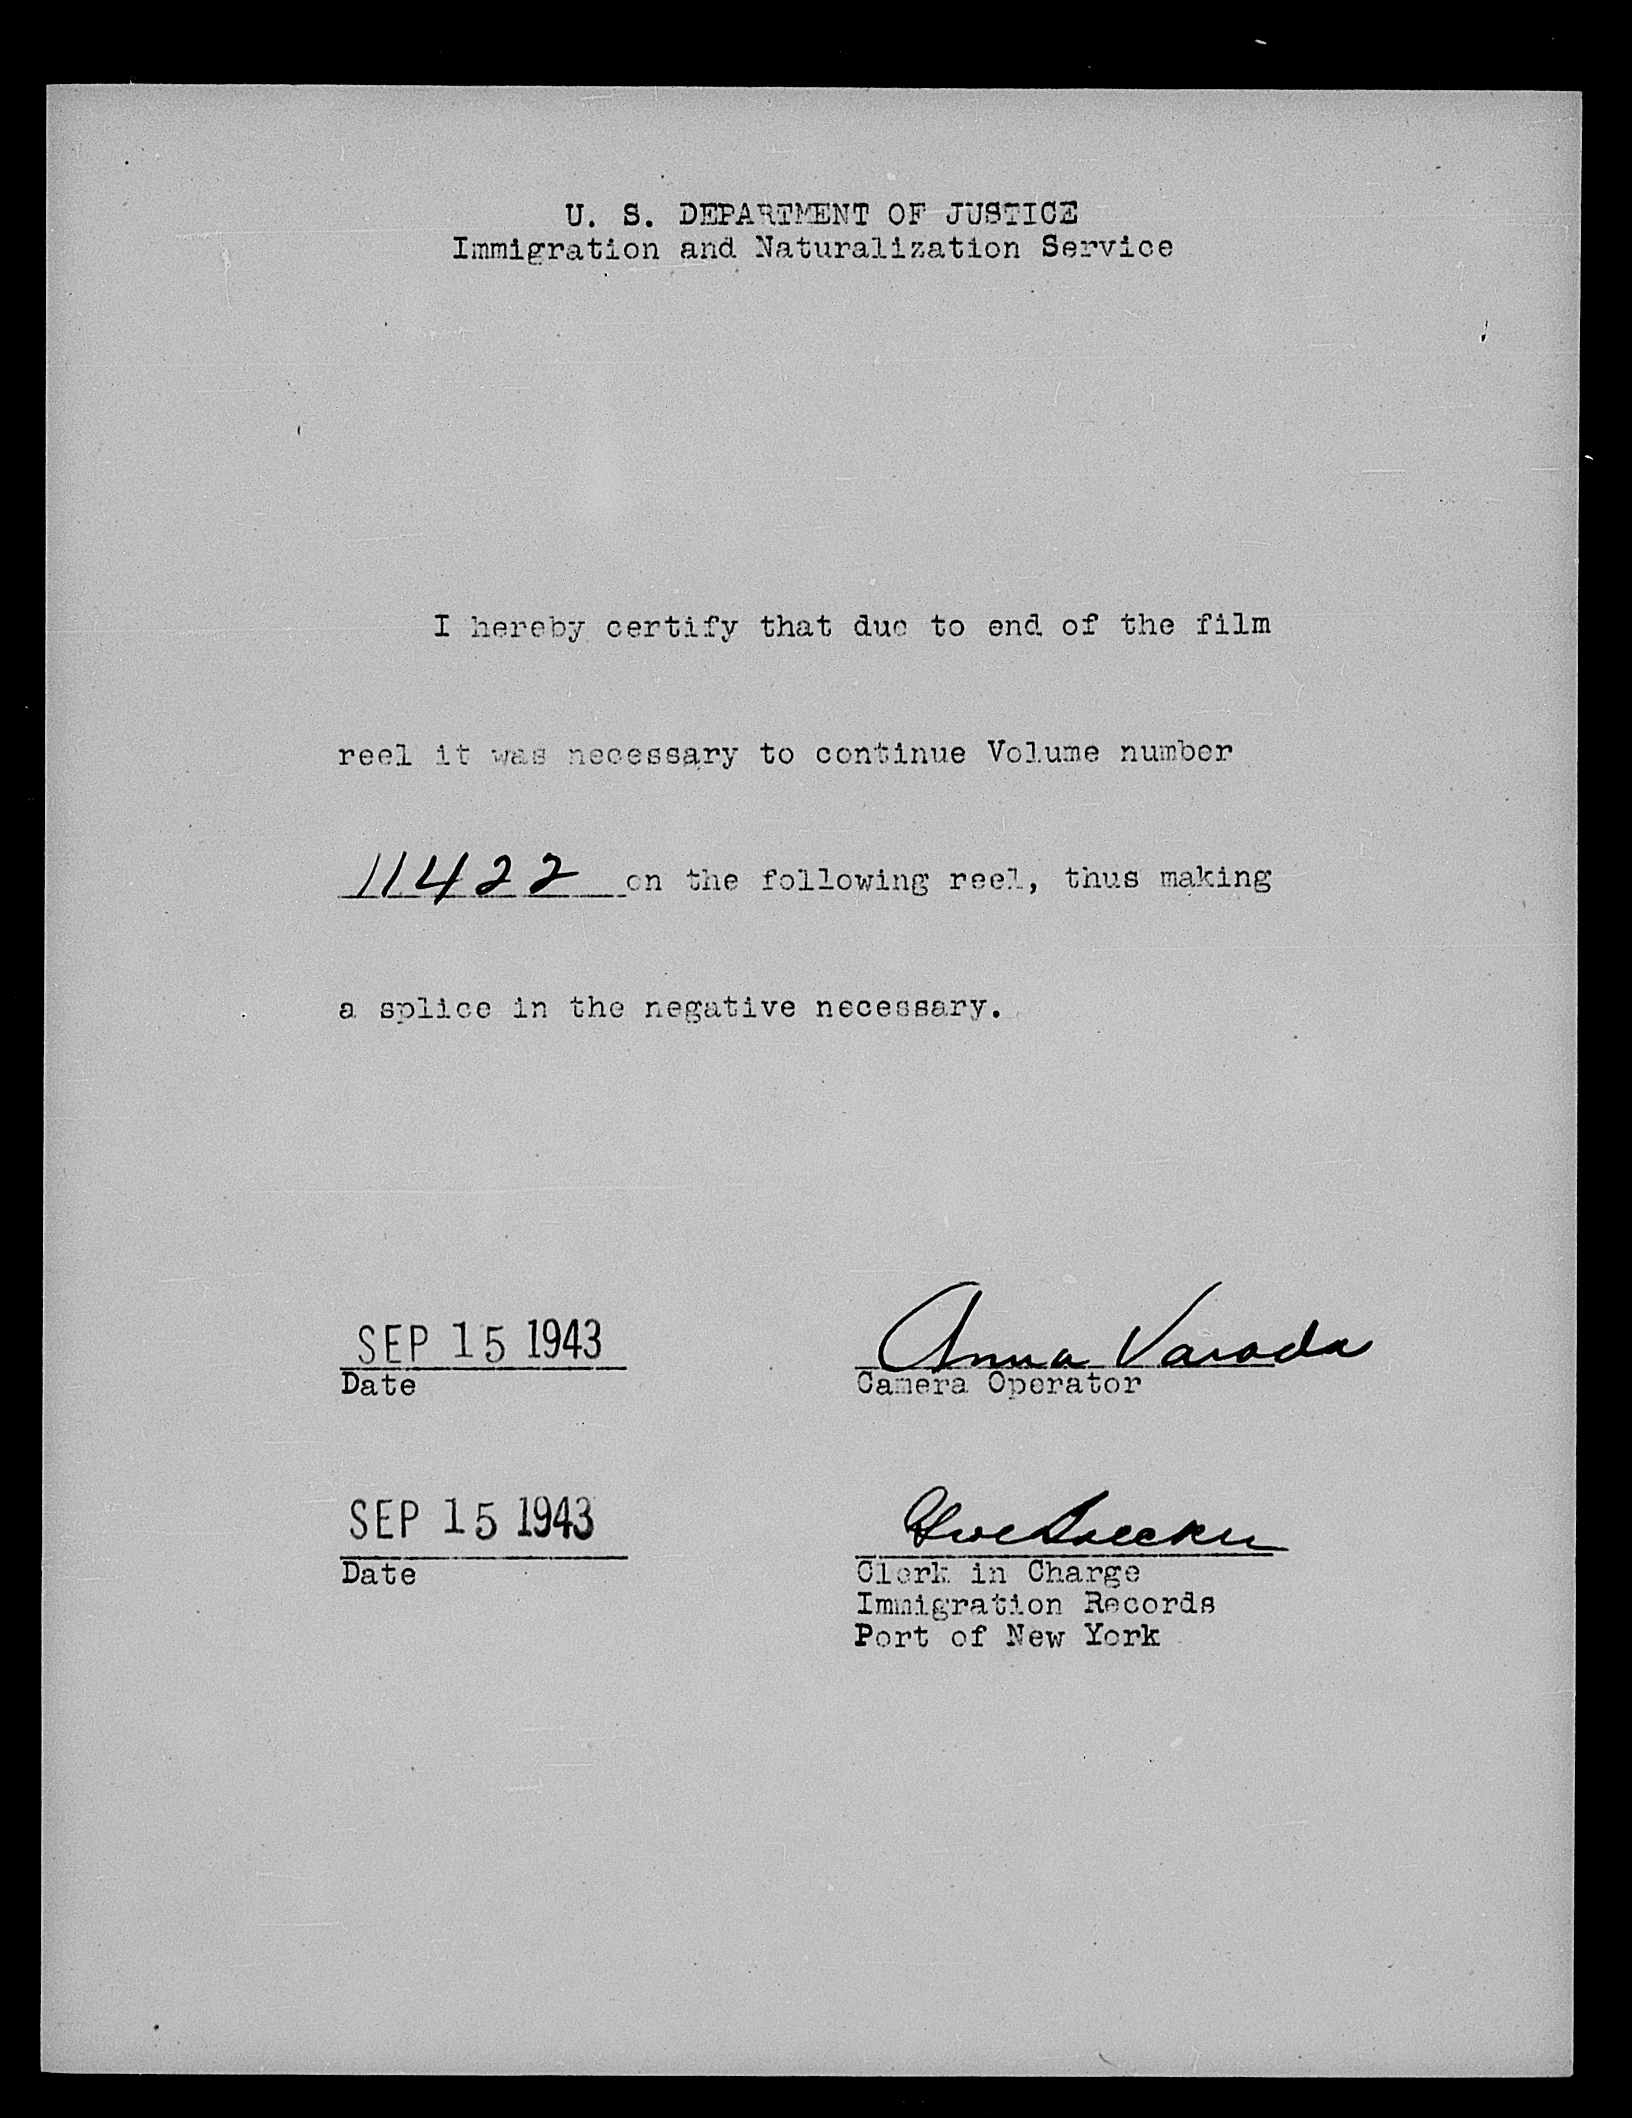 U. S. DEPARTMENT OF JUSTICE
Immigration and Naturalization Service
I hereby certify that due to end of the film
reel it was necessary to continue Volume number
11422 on the following reel, thus making
a splice in the negative necessary.
SEP 15 1943
Anna Varoda
Date
Camera Operator
SEP 15 1943
Date
Clerk in Charge
Immigration Records
Port of New York